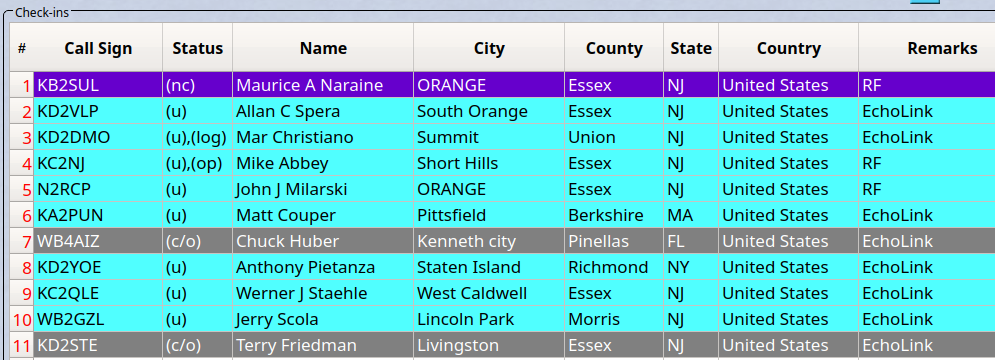 Check-ins
# Call Sign Status Name City County State Country Remarks
1 KB2SUL (nc) Maurice A Naraine ORANGE Essex NJ United States RF
2 KD2VLP (u) Allan C Spera South Orange Essex NJ United States EchoLink
3 KD2DMO (u),(log) Mar Christiano Summit Union NJ United States EchoLink
4 KC2NJ (u),(op) Mike Abbey Short Hills Essex NJ United States RF
5 N2RCP (u) John J Milarski ORANGE Essex NJ United States RF
6 KA2PUN (u) Matt Couper Pittsfield Berkshire MA United States EchoLink
7 WB4AIZ (c/o) Chuck Huber Kenneth city Pinellas FL United States EchoLink
8 KD2YOE (u) Anthony Pietanza Staten Island Richmond NY United States EchoLink
9 KC2QLE (u) Werner J Staehle West Caldwell Essex NJ United States EchoLink
10 WB2GZL (u) Jerry Scola Lincoln Park Morris NJ United States EchoLink
11 KD2STE (c/o) Terry Friedman Livingston Essex NJ United States EchoLink